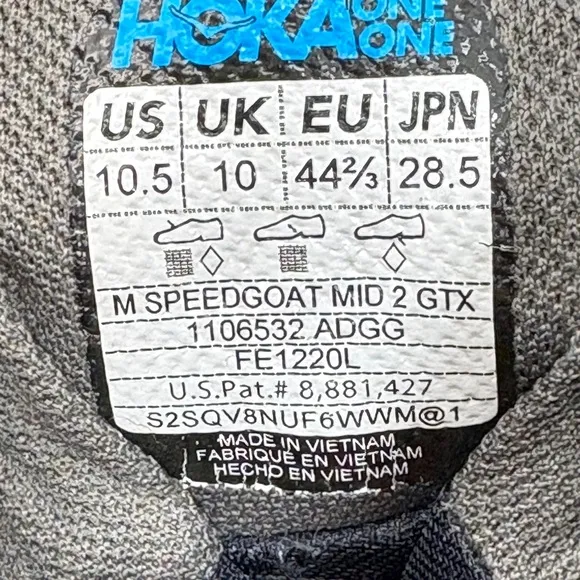 HOKA ONE ONE
US UK EU JPN
10.5 10 44⅔ 28.5
M SPEEDGOAT MID 2 GTX
1106532 ADGG
FE1220L
U.S.Pat.# 8,881,427
S2SQV8NUF6WWM@1
MADE IN VIETNAM
FABRIQUÉ EN VIETNAM
HECHO EN VIETNAM